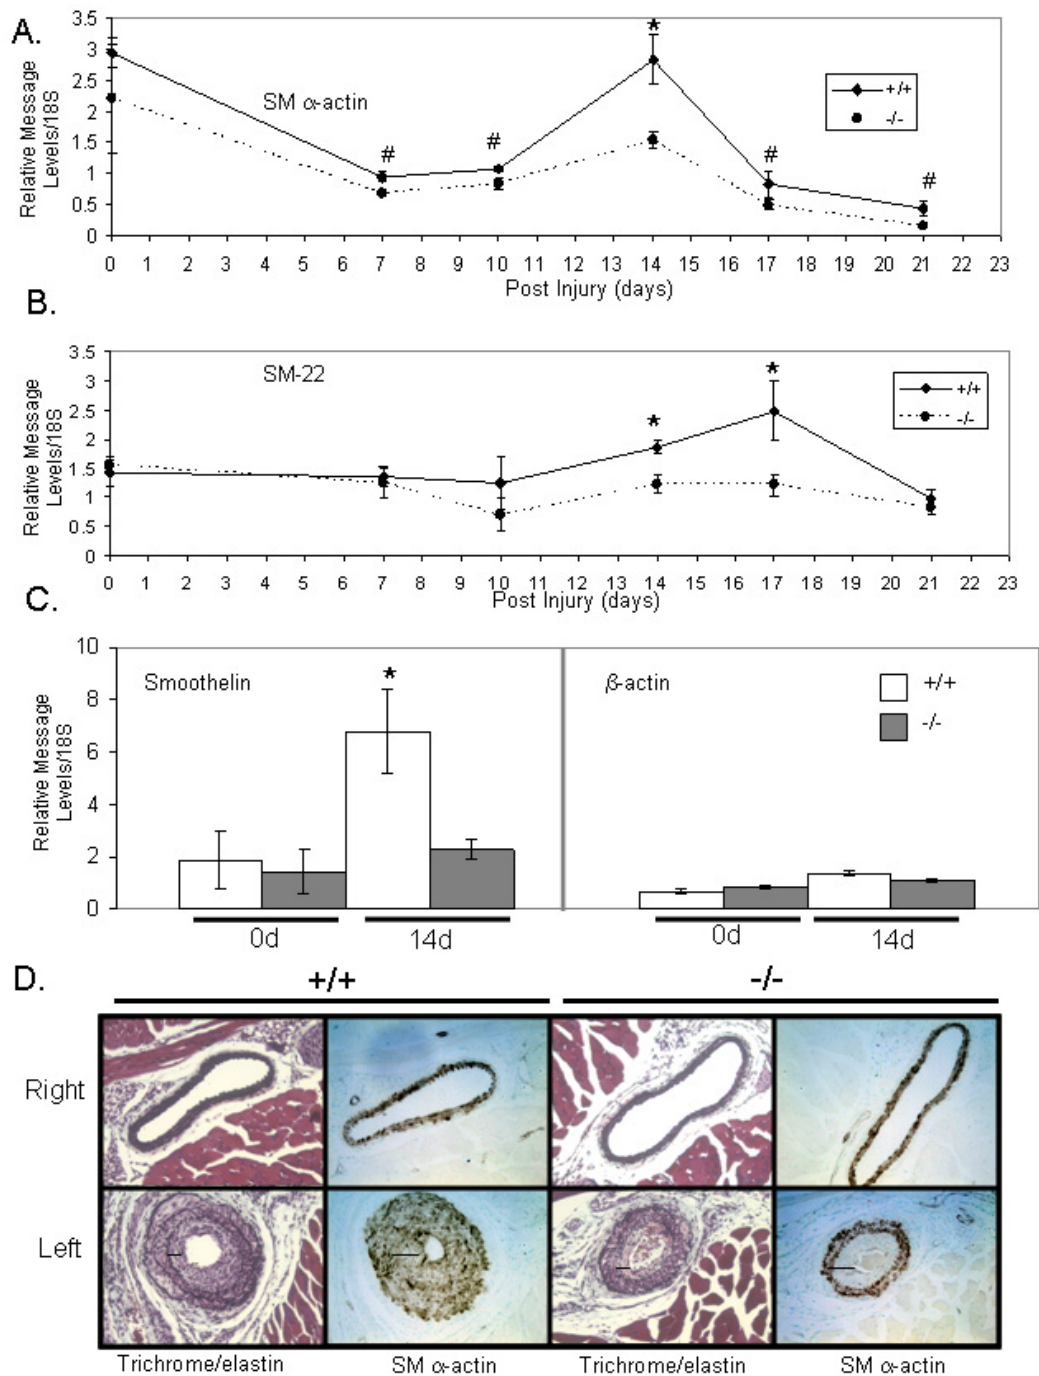 A.
3.5
3
2.5
2
1.5
1
0.5
0
Relative Message
Levels/18S
SM α-actin
#
#
*
#
#
+/+
-/-
0 1 2 3 4 5 6 7 8 9 10 11 12 13 14 15 16 17 18 19 20 21 22 23
Post Injury (days)
B.
3.5
3
2.5
2
1.5
1
0.5
0
Relative Message
Levels/18S
SM-22
*
*
+/+
-/-
0 1 2 3 4 5 6 7 8 9 10 11 12 13 14 15 16 17 18 19 20 21 22 23
Post Injury (days)
C.
10
8
6
4
2
0
Relative Message
Levels/18S
Smoothelin
*
β-actin
+/+
-/-
0d 14d 0d 14d
D.
+/+ -/-
Right
Left
Trichrome/elastin SM α-actin Trichrome/elastin SM α-actin